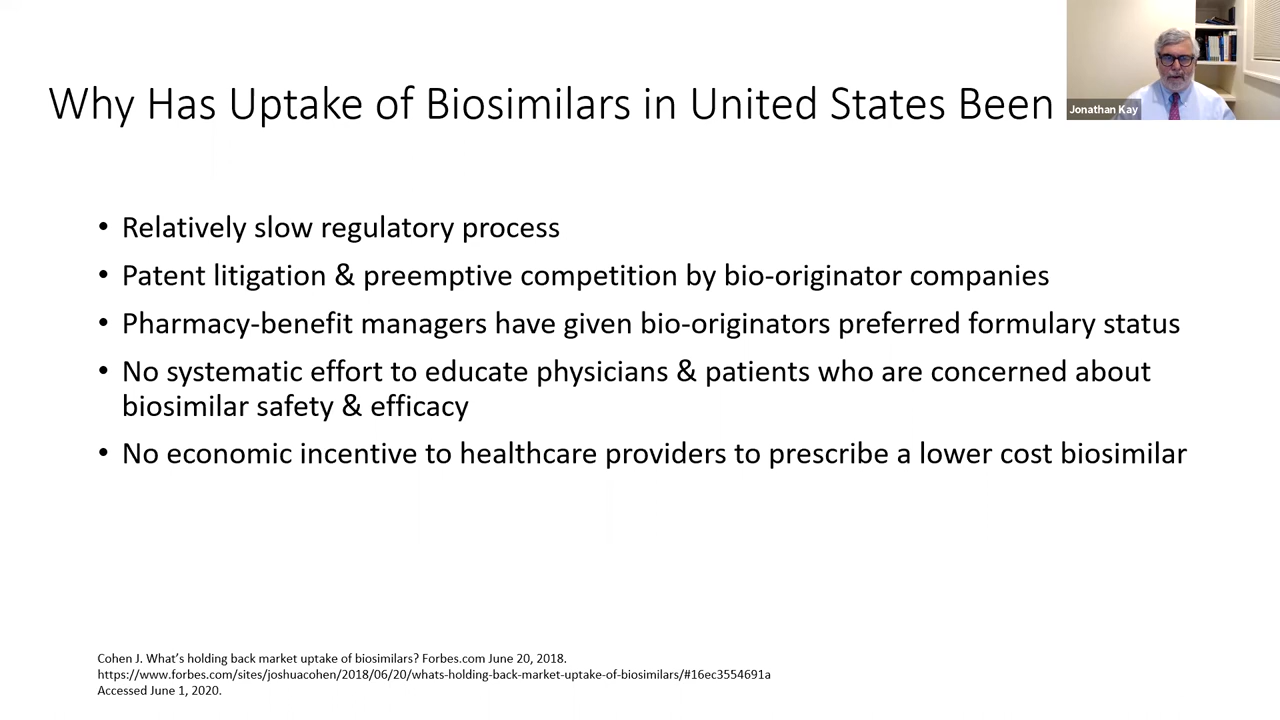 Why Has Uptake of Biosimilars in United States Been
Jonathan Kay
• Relatively slow regulatory process
• Patent litigation & preemptive competition by bio-originator companies
• Pharmacy-benefit managers have given bio-originators preferred formulary status
• No systematic effort to educate physicians & patients who are concerned about
biosimilar safety & efficacy
• No economic incentive to healthcare providers to prescribe a lower cost biosimilar
Cohen J. What's holding back market uptake of biosimilars? Forbes.com June 20, 2018.
https://www.forbes.com/sites/joshuacohen/2018/06/20/whats-holding-back-market-uptake-of-biosimilars/#16ec3554691a
Accessed June 1, 2020.